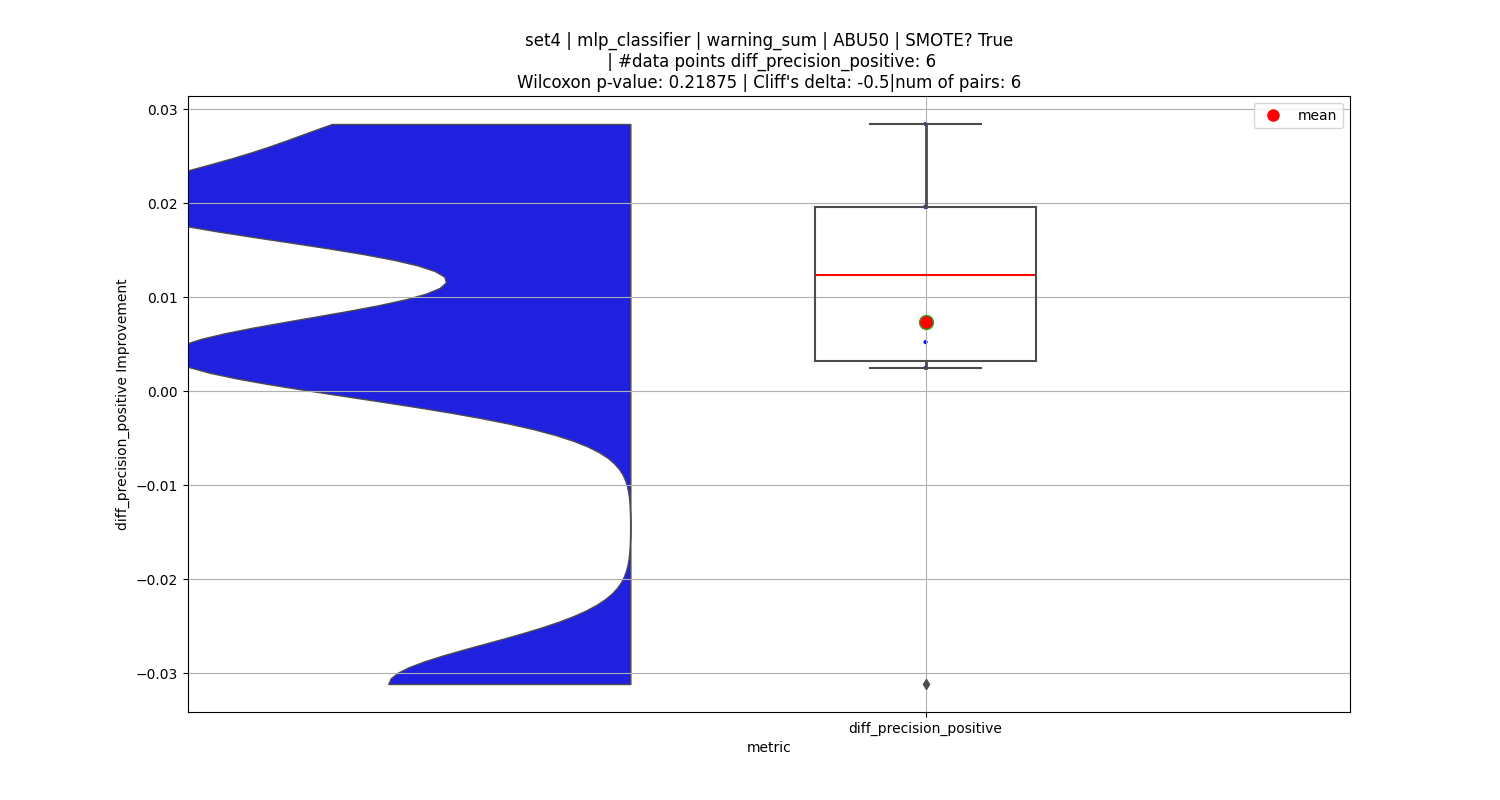 set4 | mlp_classifier | warning_sum | ABU50 | SMOTE? True
| #data points diff_precision_positive: 6
Wilcoxon p-value: 0.21875 | Cliff's delta: -0.5|num of pairs: 6
mean
0.03
0.02
0.01
0.00
−0.01
−0.02
−0.03
diff_precision_positive Improvement
diff_precision_positive
metric